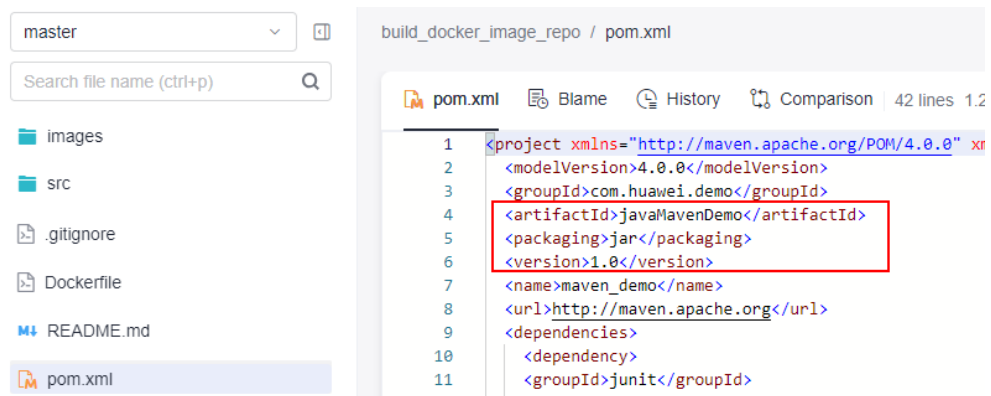 master
Search file name (ctrl+p)
images
src
.gitignore
Dockerfile
README.md
pom.xml
build_docker_image_repo / pom.xml
pom.xml Blame History Comparison 42 lines 1.2
1 <project xmlns="http://maven.apache.org/POM/4.0.0" xm
2 <modelVersion>4.0.0</modelVersion>
3 <groupId>com.huawei.demo</groupId>
4 <artifactId>javaMavenDemo</artifactId>
5 <packaging>jar</packaging>
6 <version>1.0</version>
7 <name>maven_demo</name>
8 <url>http://maven.apache.org</url>
9 <dependencies>
10 <dependency>
11 <groupId>junit</groupId>